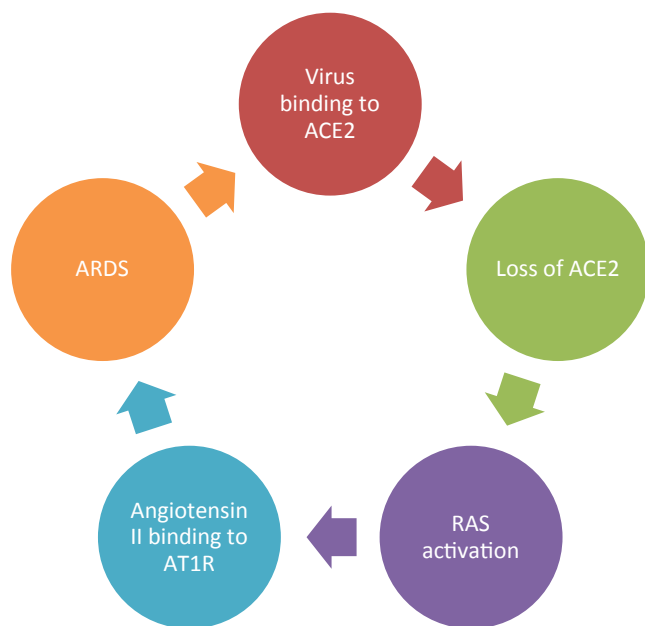 Virus
binding to
ACE2
Loss of ACE2
RAS
activation
Angiotensin
II binding to
AT1R
ARDS